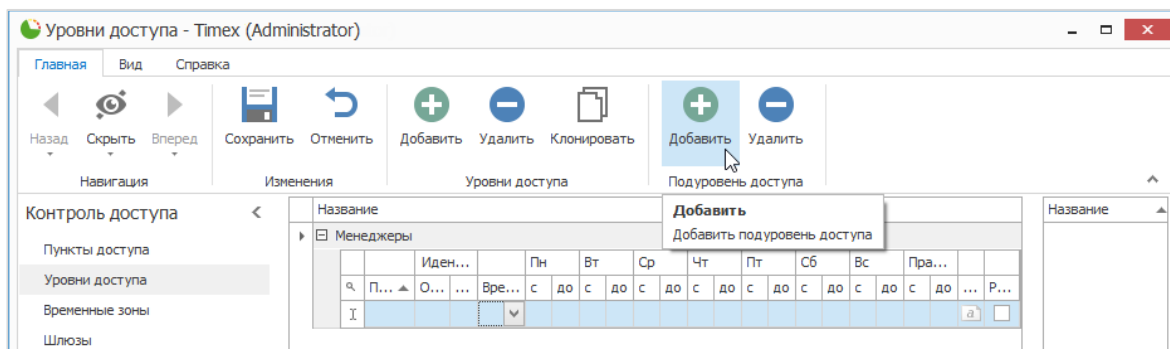 Уровни доступа - Timex (Administrator)
Главная Вид Справка
Назад Скрыть Вперед Сохранить Отменить Добавить Удалить Клонировать Добавить Удалить
Навигация Изменения Уровни доступа Подуровень доступа
Контроль доступа
Пункты доступа
Уровни доступа
Временные зоны
Шлюзы
Название
Менеджеры
Иден... Пн Вт Ср Чт Пт Сб Вс Пра...
П... О... ... Вре... с до с до с до с до с до с до с до с до ... Р...
a
Добавить
Добавить подуровень доступа
Название